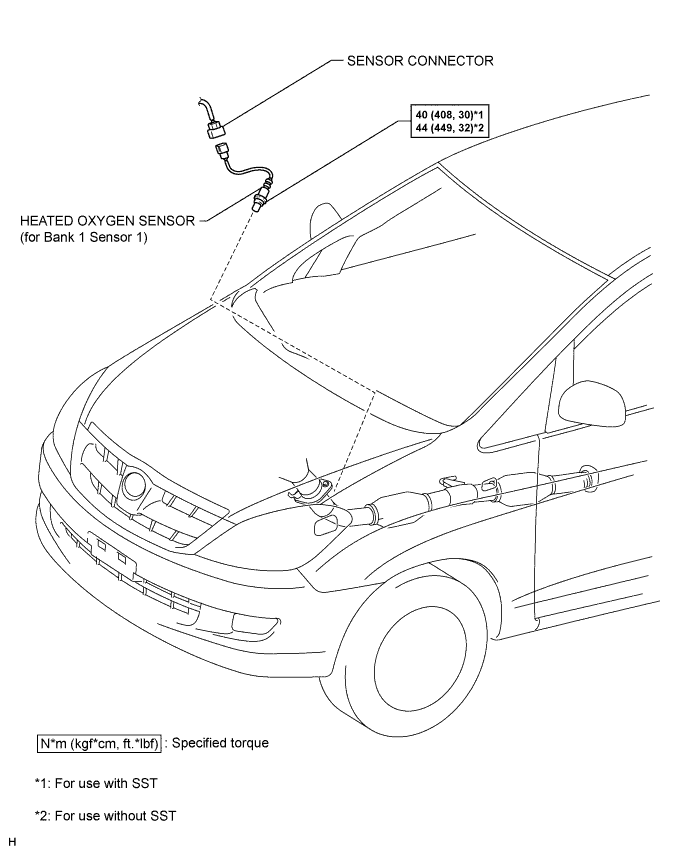 SENSOR CONNECTOR
40 (408, 30)*1
44 (449, 32)*2
HEATED OXYGEN SENSOR
(for Bank 1 Sensor 1)
N*m (kgf*cm, ft.*lbf) : Specified torque
*1: For use with SST
*2: For use without SST
H